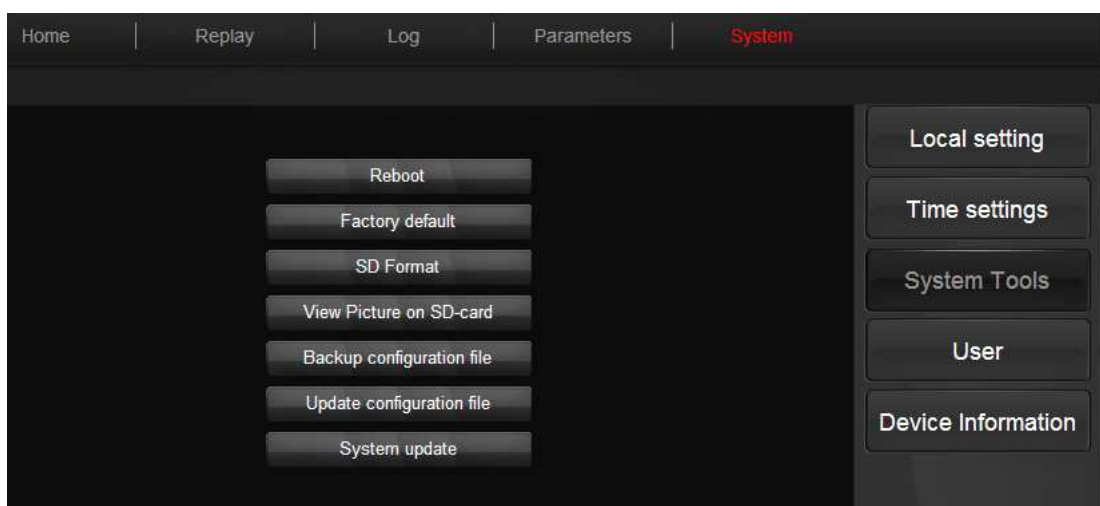 Home | Replay | Log | Parameters | System
Local setting
Reboot
Time settings
Factory default
SD Format
System Tools
View Picture on SD-card
User
Backup configuration file
Update configuration file
Device Information
System update